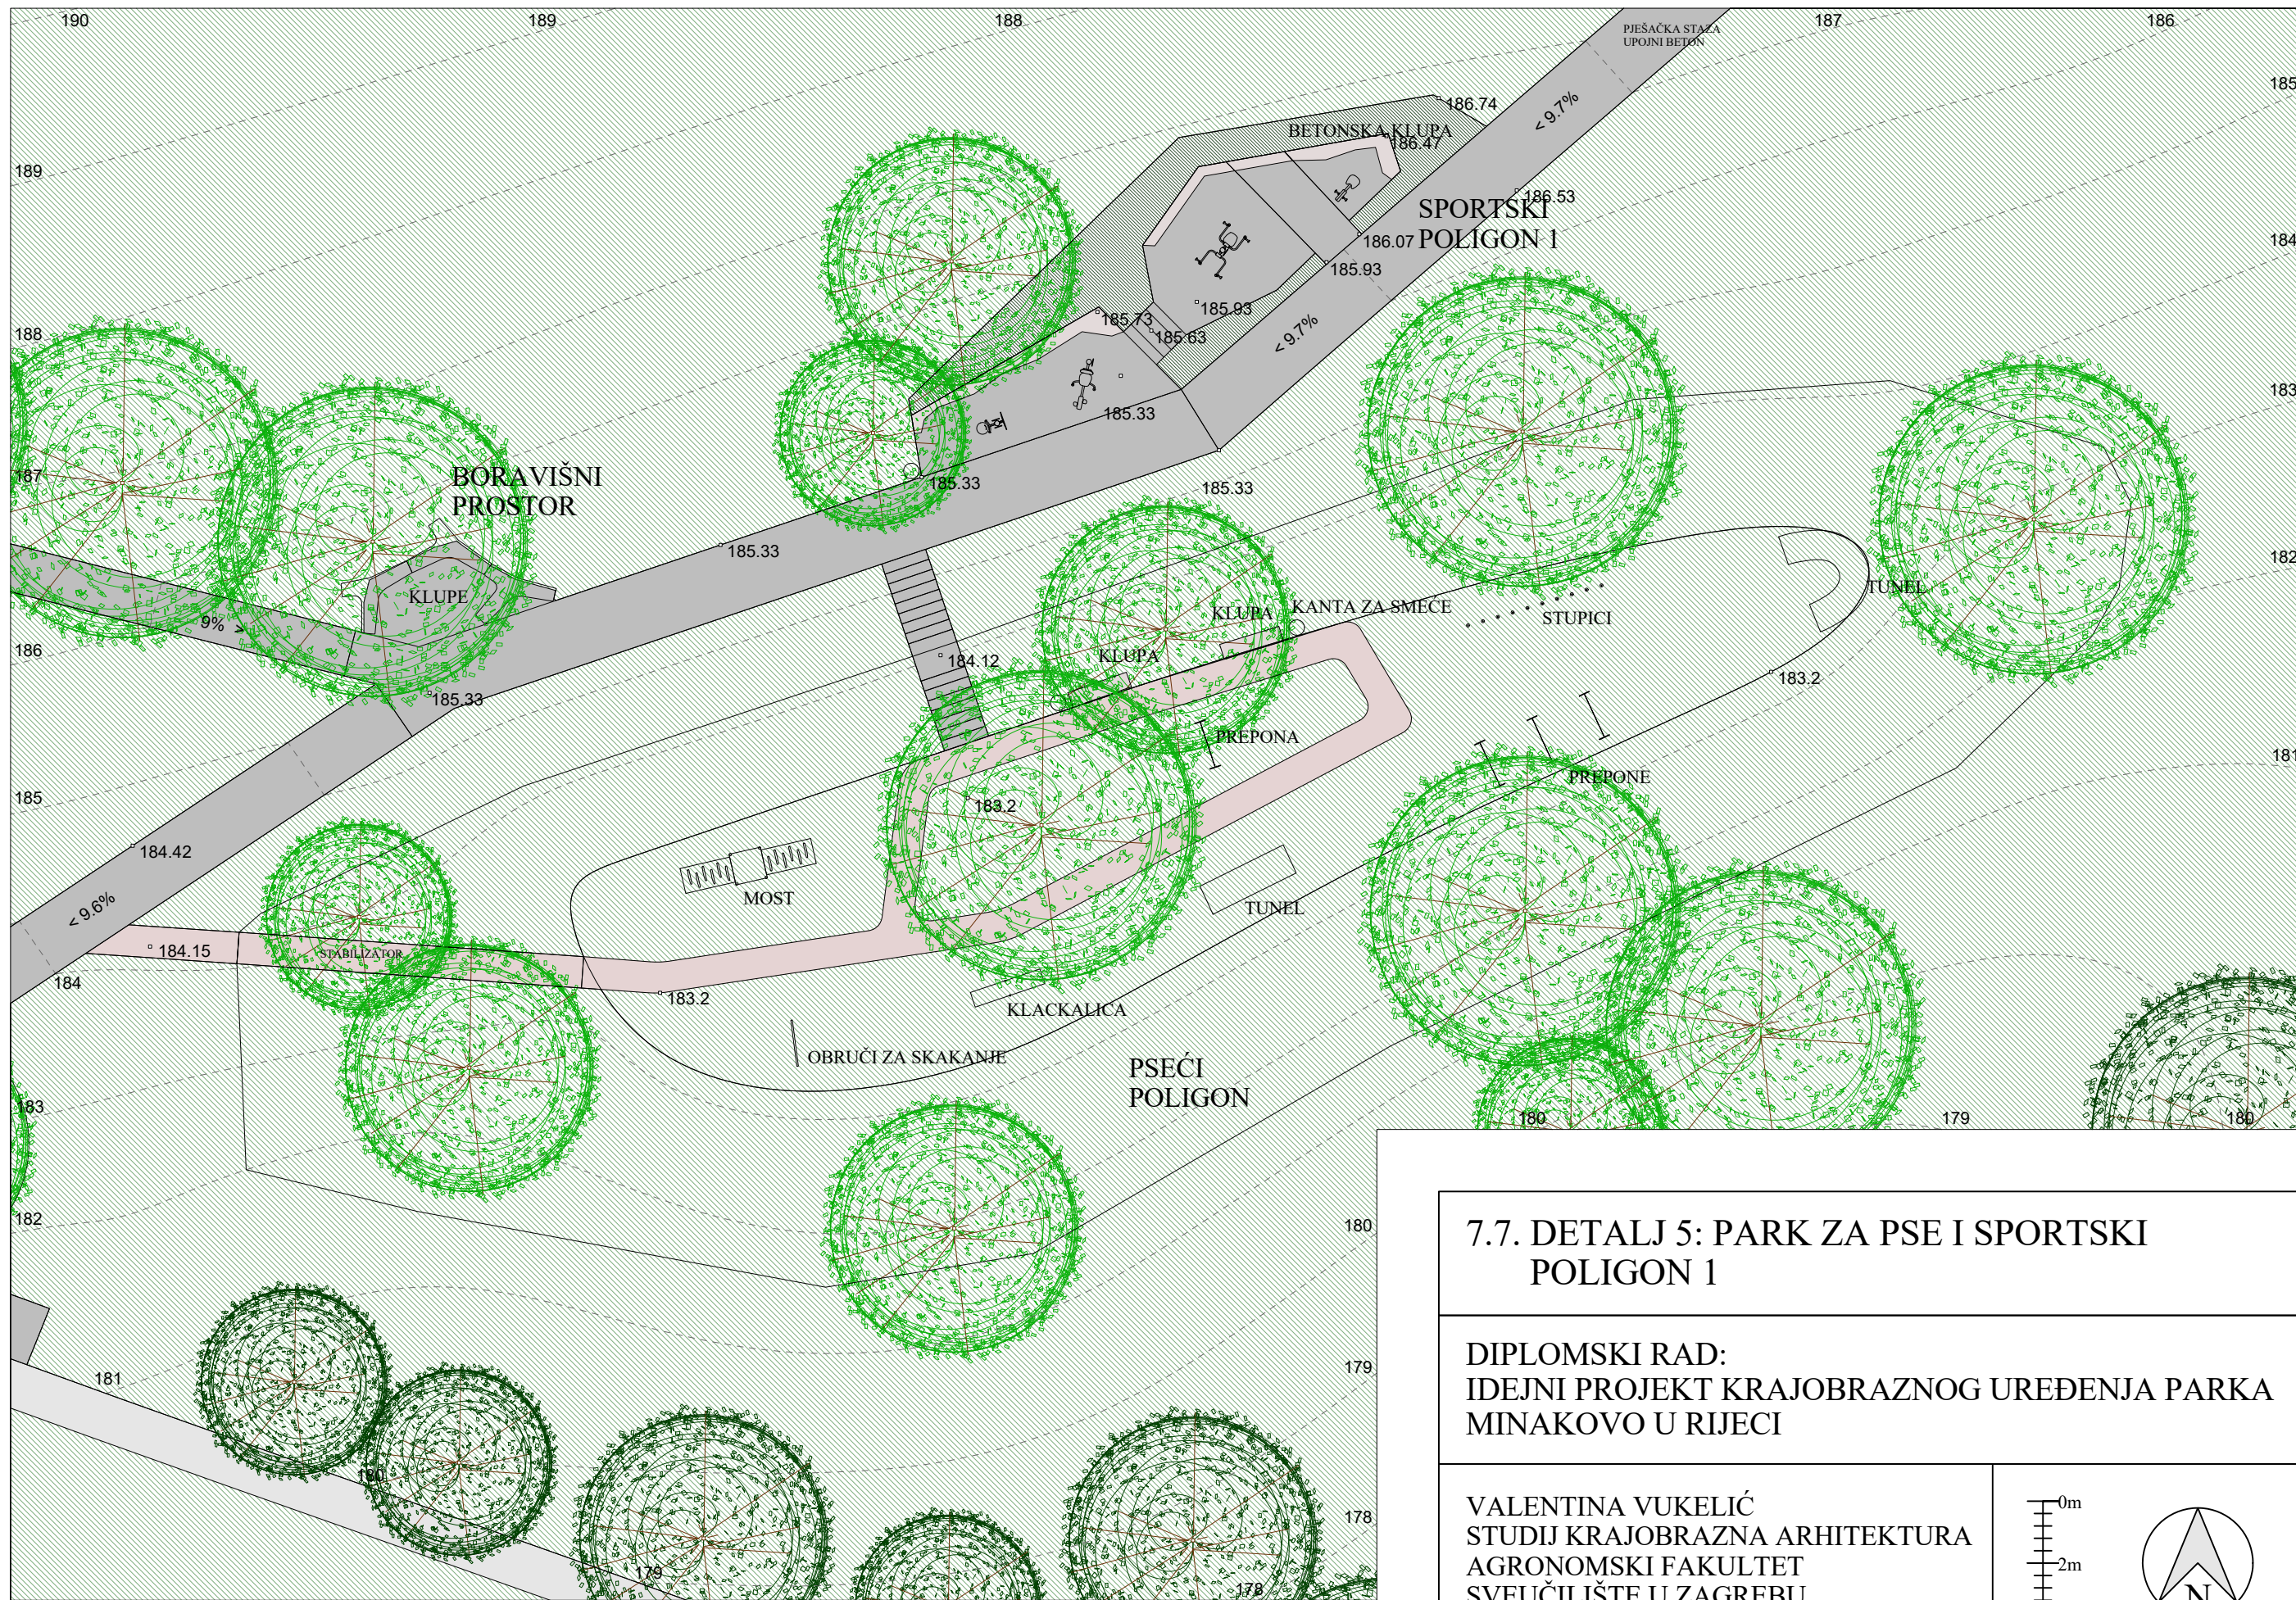 190
189
188
187
186
PJEŠAČKA STAZA
UPOJNI BETON
185
186.74
< 9.7%
BETONSKA KLUPA
186.47
189
186.53
SPORTSKI
POLIGON 1
186.07
184
185.93
185.93
185.73
185.63
< 9.7%
188
183
185.33
BORAVIŠNI
PROSTOR
187
185.33
185.33
185.33
182
TUNEL
KLUPE
KLUPA
KANTA ZA SMEĆE
STUPICI
9% >
186
KLUPA
184.12
183.2
185.33
PREPONA
181
PREPONE
185
183.2
184.42
MOST
< 9.6%
TUNEL
184.15
STABILIZATOR
184
183.2
KLACKALICA
OBRUČI ZA SKAKANJE
PSEĆI
POLIGON
183
180
179
180
182
180
181
179
180
178
179
178
7.7. DETALJ 5: PARK ZA PSE I SPORTSKI
POLIGON 1
DIPLOMSKI RAD:
IDEJNI PROJEKT KRAJOBRAZNOG UREĐENJA PARKA
MINAKOVO U RIJECI
VALENTINA VUKELIĆ
STUDIJ KRAJOBRAZNA ARHITEKTURA
AGRONOMSKI FAKULTET
SVEUČILIŠTE U ZAGREBU
0m
2m
N